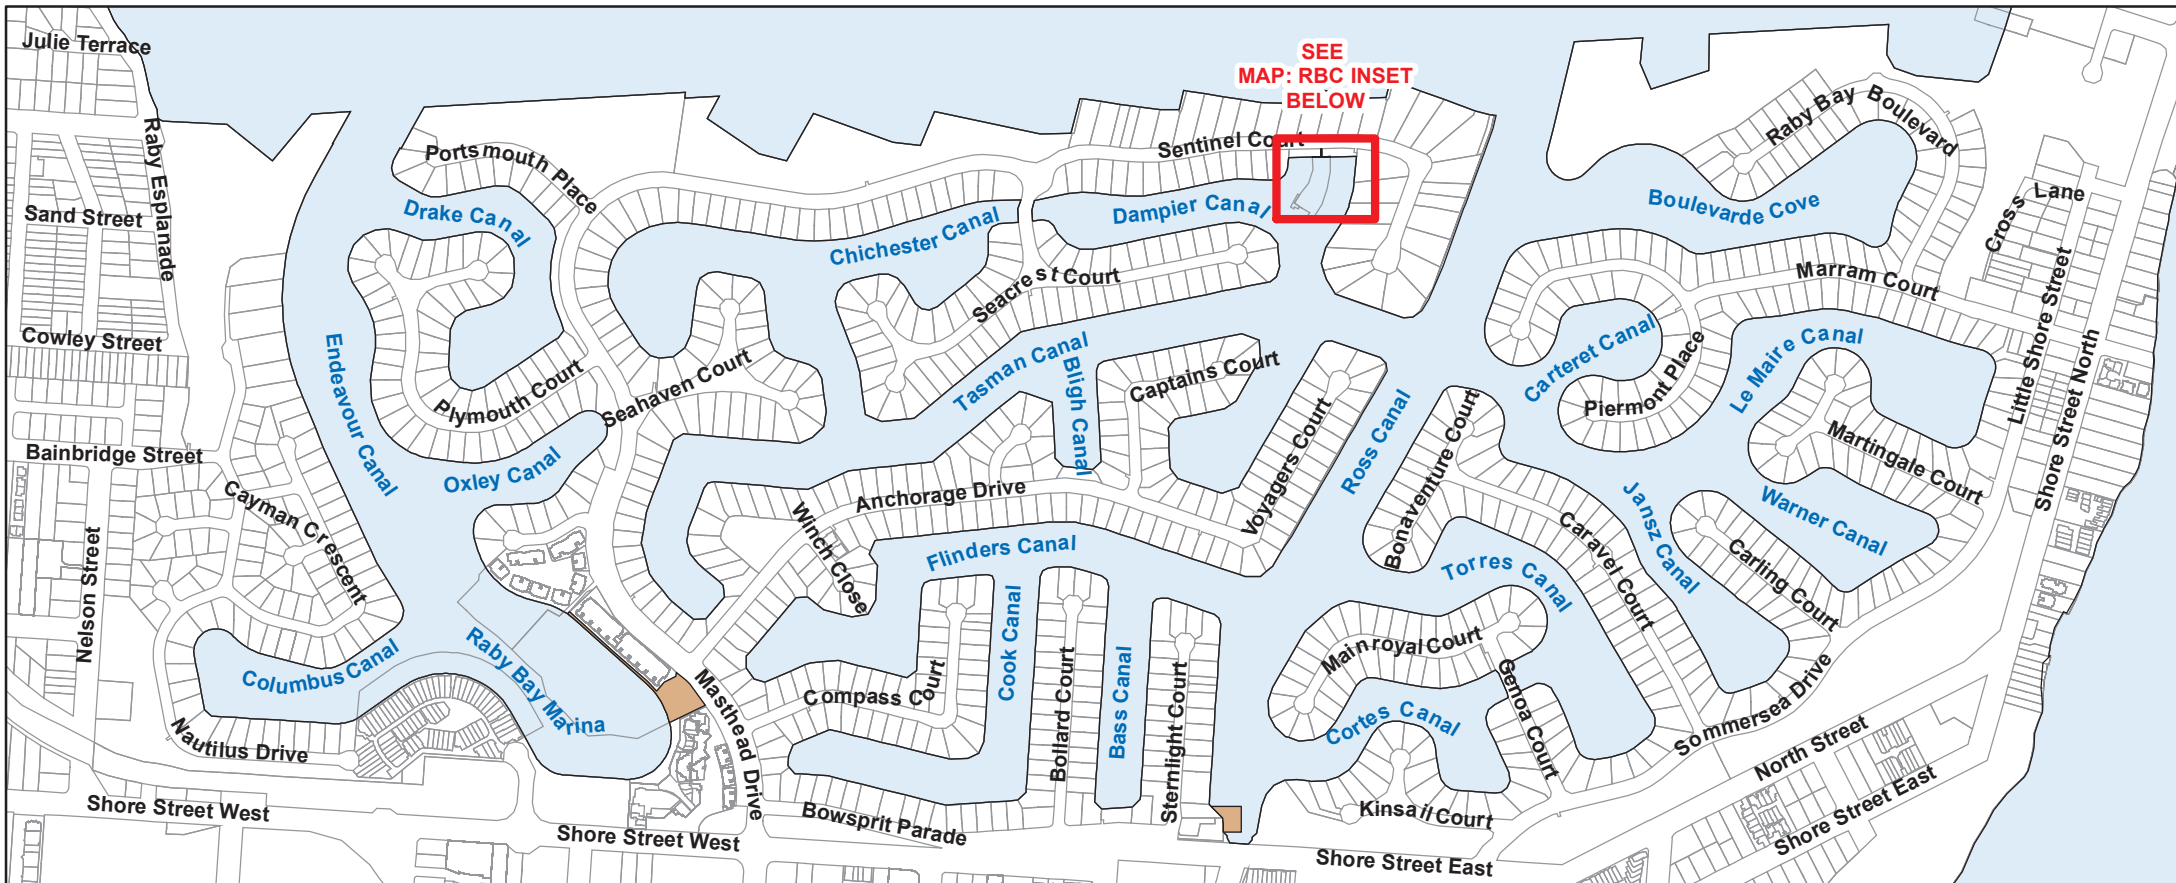 Julie Terrace
SEE
MAP: RBC INSET
BELOW
Raby Esplanade
Portsmouth Place
Sentinel Court
Raby Bay Boulevard
Sand Street
Drake Canal
Chichester Canal
Dampier Canal
Boulevarde Cove
Cross Lane
Seacrest Court
Marram Court
Cowley Street
Endeavour Canal
Plymouth Court
Seahaven Court
Tasman Canal
Bligh Canal
Captains Court
Carteret Canal
Piermont Place
Le Maire Canal
Little Shore Street
Shore Street North
Bainbridge Street
Oxley Canal
Cayman Crescent
Anchorage Drive
Voyagers Court
Ross Canal
Bonaventure Court
Martingale Court
Warner Canal
Nelson Street
Winch Close
Flinders Canal
Caravel Court
Jansz Canal
Carling Court
Torres Canal
Columbus Canal
Raby Bay Marina
Masthead Drive
Compass Court
Cook Canal
Bollard Court
Bass Canal
Sternlight Court
Mainroyal Court
Genoa Court
Cortes Canal
Sommersea Drive
Nautilus Drive
North Street
Shore Street West
Shore Street West
Bowsprit Parade
Kinsail Court
Shore Street East
Shore Street East